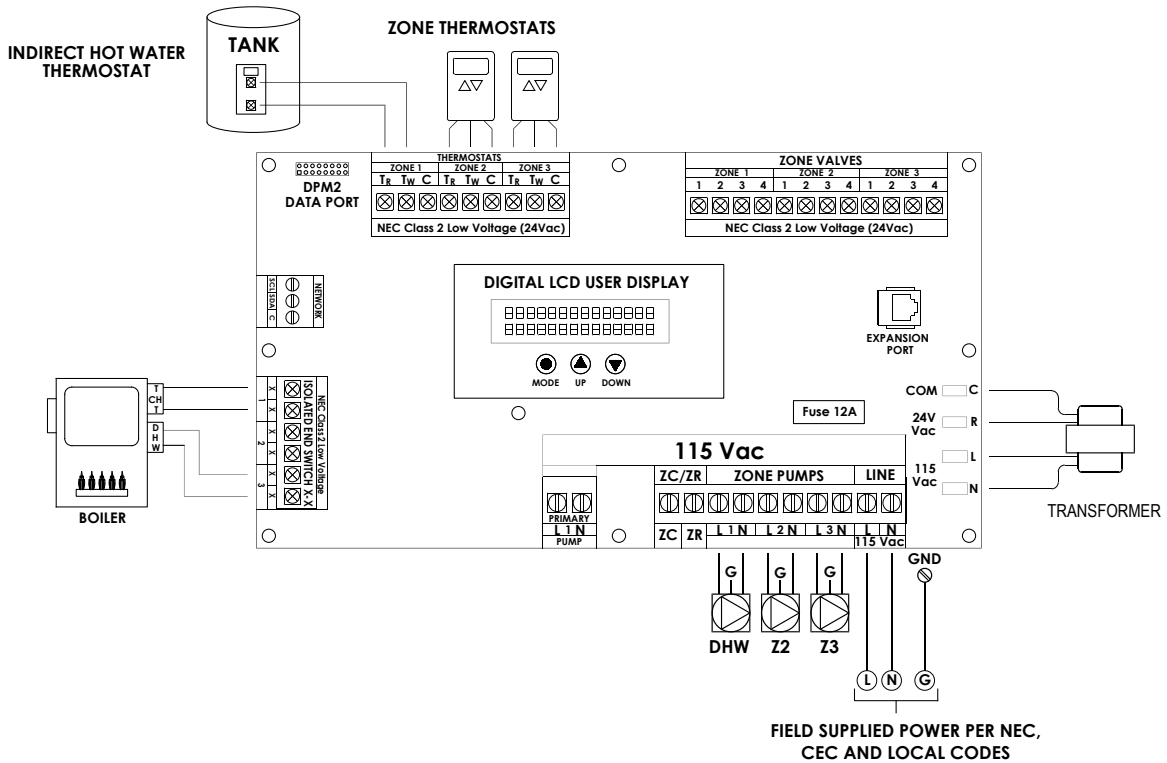 INDIRECT HOT WATER
THERMOSTAT
TANK
ZONE THERMOSTATS
DPM2
DATA PORT
THERMOSTATS
ZONE 1 ZONE 2 ZONE 3
TR TW C TR TW C TR TW C
NEC Class 2 Low Voltage (24Vac)
ZONE VALVES
ZONE 1 ZONE 2 ZONE 3
1 2 3 4 1 2 3 4 1 2 3 4
NEC Class 2 Low Voltage (24Vac)
SCL SDA C
NETWORK
DIGITAL LCD USER DISPLAY
MODE UP DOWN
EXPANSION
PORT
T
CH
T
D
H
W
BOILER
1 2 3
X X X X X X
ISOLATED END SWITCH X-X
NEC Class 2 Low Voltage
Fuse 12A
COM C
24V
Vac
R
115
Vac
L
N
TRANSFORMER
115 Vac
ZC/ZR ZONE PUMPS LINE
PRIMARY
L 1 N
PUMP
ZC ZR L 1 N L 2 N L 3 N L N
115 Vac
GND
G G G
DHW Z2 Z3
L N G
FIELD SUPPLIED POWER PER NEC,
CEC AND LOCAL CODES